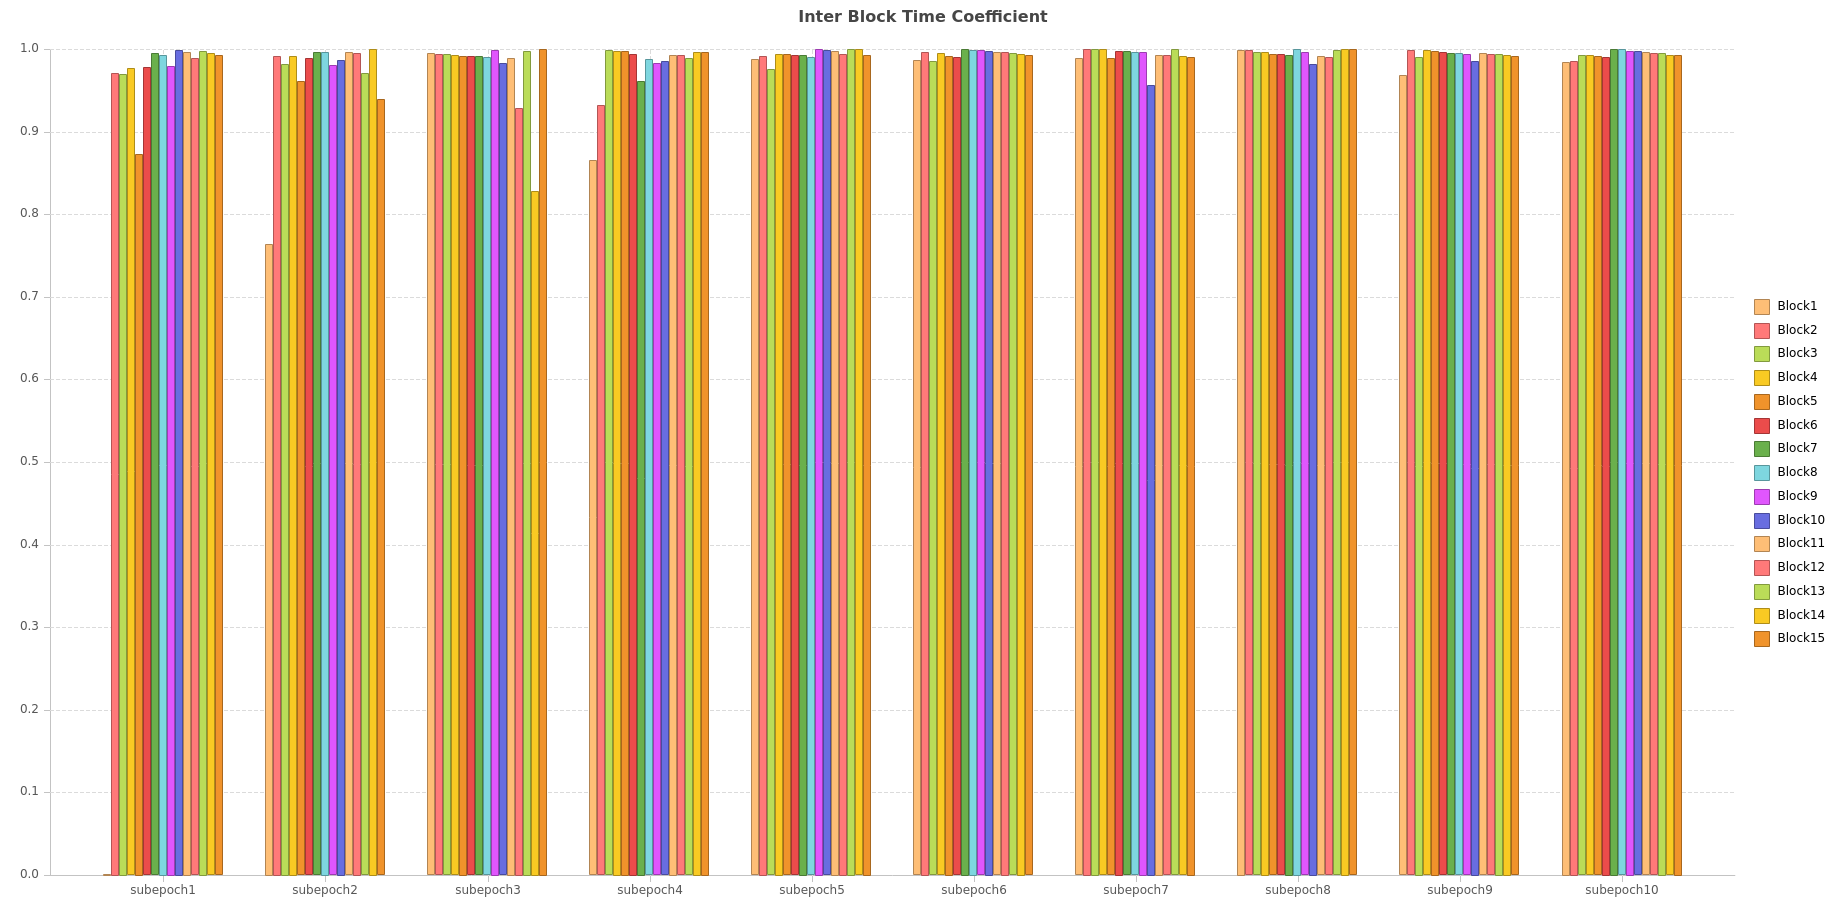 Inter Block Time Coefficient
1.0
0.9
0.8
0.7
0.6
0.5
0.4
0.3
0.2
0.1
0.0
subepoch1 subepoch2 subepoch3 subepoch4 subepoch5 subepoch6 subepoch7 subepoch8 subepoch9 subepoch10
Block1
Block2
Block3
Block4
Block5
Block6
Block7
Block8
Block9
Block10
Block11
Block12
Block13
Block14
Block15